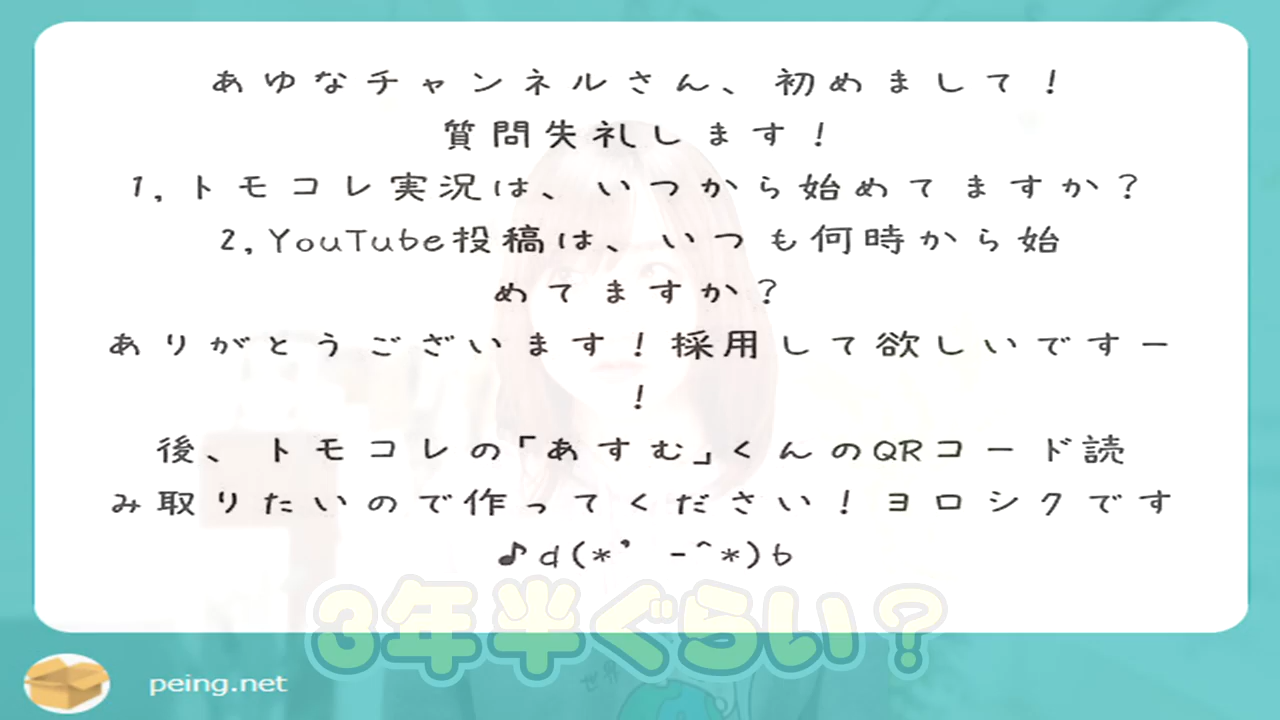 あゆなチャンネルさん、初めまして！
質問失礼します！
1,トモコレ実況は、いつから始めてますか？
2,YouTube投稿は、いつも何時から始
めてますか？
ありがとうございます！採用して欲しいですー
！
後、トモコレの「あすむ」くんのQRコード読
み取りたいので作ってください！ヨロシクです
♪d(*’-^*)b
3年半ぐらい？
世界
peing.net